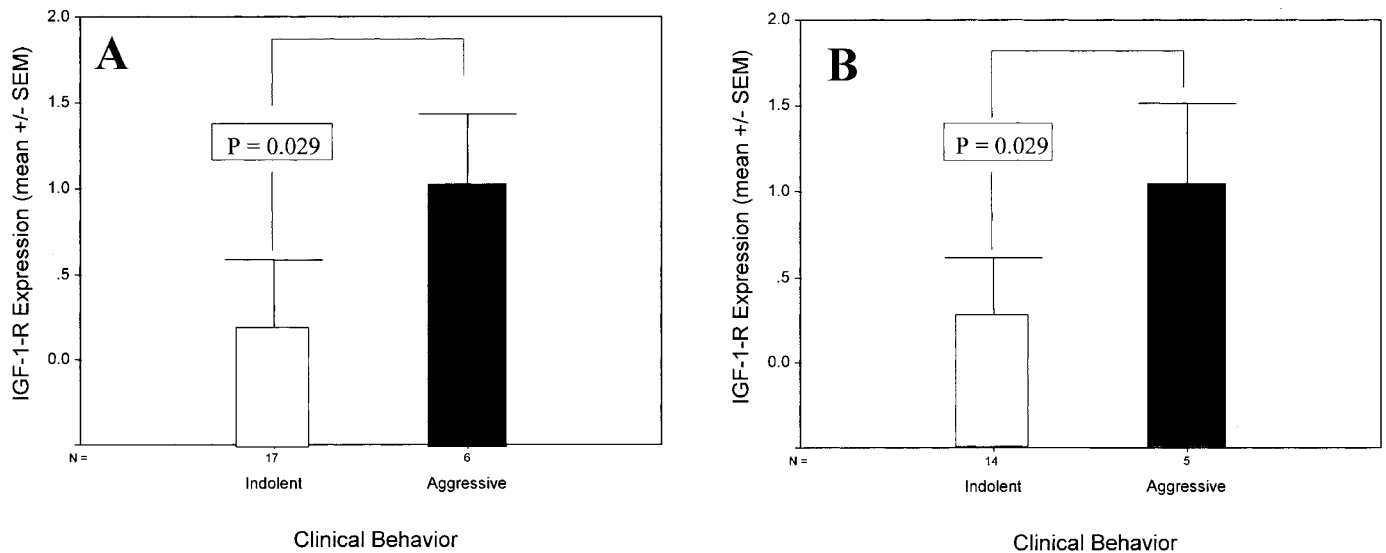 A
IGF-1-R Expression (mean +/- SEM)
2.0
1.5
1.0
.5
0.0
P = 0.029
N =
17
6
Indolent
Aggressive
Clinical Behavior
B
IGF-1-R Expression (mean +/- SEM)
2.0
1.5
1.0
.5
0.0
P = 0.029
N =
14
5
Indolent
Aggressive
Clinical Behavior